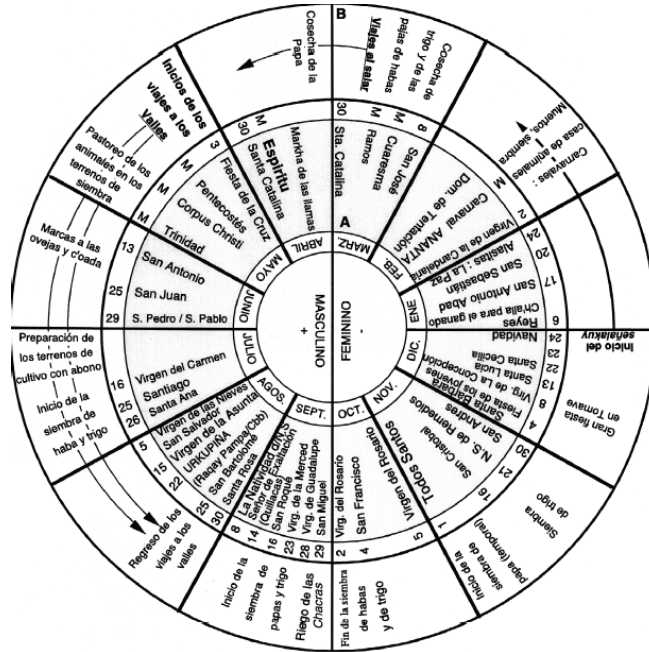 B
A
Cosecha de
trigo y de las
pajas de habas
Viajes al salar
30
M
M
8
Sta. Catalina
Ramos
Cuaresma
San José
MARZ.
Carnavales :
casa de animales
Muertos, siembra
M
2
Dom. de Tentación
Carnaval ANANTA
Virgen de la Candelaria
FEB.
24
20
17
6
Alasitas : La Paz
San Sebastián
San Antonio Abad
Ch'alla para el ganado
Reyes
ENE
Inicio del
señalakuy
Gran fiesta
en Tomave
24
23
22
13
8
4
Navidad
Santa Cecilia
Santa Lucia
Virg. de La Concepción
Fiesta de los jovenes
Santa Bárbara
DIC.
Siembra
de trigo
30
21
16
1
San Andres
N.S. de Remedios
San Cristobal
Todos Santos
NOV.
Inicio de la
siembra de
papa (temporal)
Fin de la siembra
de habas
y de trigo
2
4
5
Virg. del Rosario
San Francisco
Virgen del Rosario
OCT.
Inicio de la
siembra de
papas y trigo
Riego de las
Chacras
8
14
16
23
28
29
La Natividad D.N.S
Señor de Exaltación
(Quillacas)
San Roque
Virg. de la Merced
Virg. de Guadalupe
San Miguel
SEPT.
Regreso de los
viajes a los
valles
5
15
22
25
30
Virgen de las Nieves
San Salvador
Virgen de la Asunta
URKUPIÑA
(Raqay Pampa/Cbb)
San Bartolomé
Santa Rosa
AGOS.
Preparación de
los terrenos de
cultivo con abono
Inicio de la
siembra de
haba y trigo
16
25
26
Virgen del Carmen
Santiago
Santa Ana
JULIO
Marcas a las
ovejas y c'oada
13
25
29
San Antonio
San Juan
S. Pedro / S. Pablo
JUNIO
Inicios de los
viajes a los
Valles
Pastoreo de los
animales en los
terrenos de
siembra
3
M
M
M
Fiesta de la Cruz
Pentecostés
Corpus Christi
Trinidad
MAYO
Cosecha de la
Papa
30
M
Espíritu
Santa Catalina
Markha de las llamas
ABRIL
MASCULINO
+
FEMININO
-